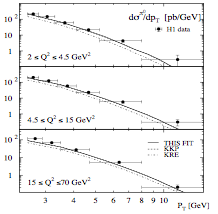 dσ^π⁰/dp_T [pb/GeV]
10²
H1 data
10
1
2 ≤ Q² ≤ 4.5 GeV²
10²
10
1
4.5 ≤ Q² ≤ 15 GeV²
10²
THIS FIT
10
KKP
KRE
1
15 ≤ Q² ≤ 70 GeV²
3 4 5 6 7 8 9 10
P_T [GeV]